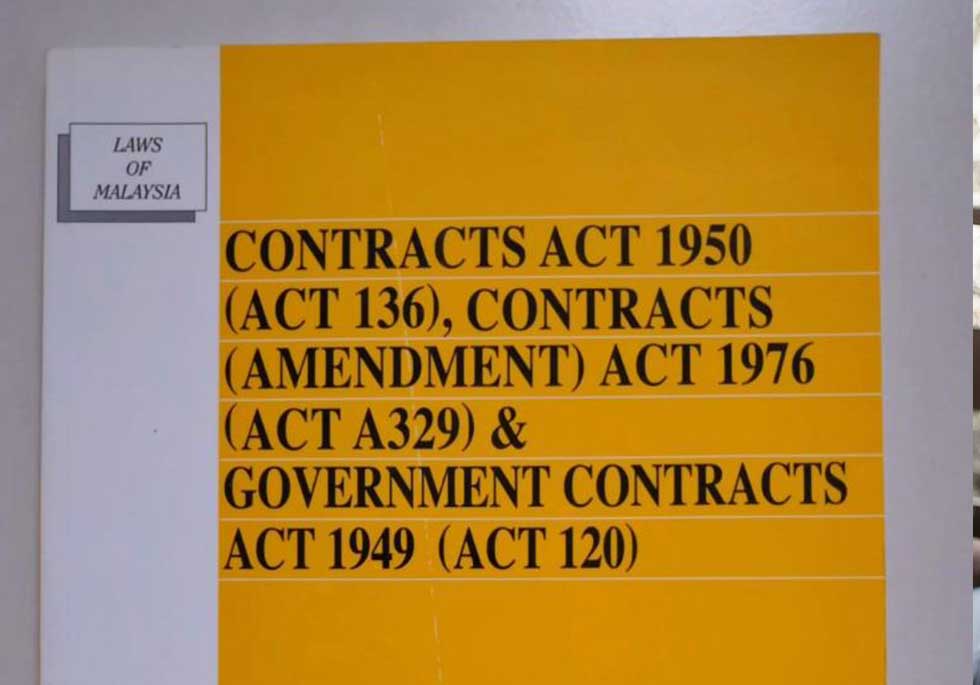 LAWS
OF
MALAYSIA
CONTRACTS ACT 1950
(ACT 136), CONTRACTS
(AMENDMENT) ACT 1976
(ACT A329) &
GOVERNMENT CONTRACTS
ACT 1949 (ACT 120)